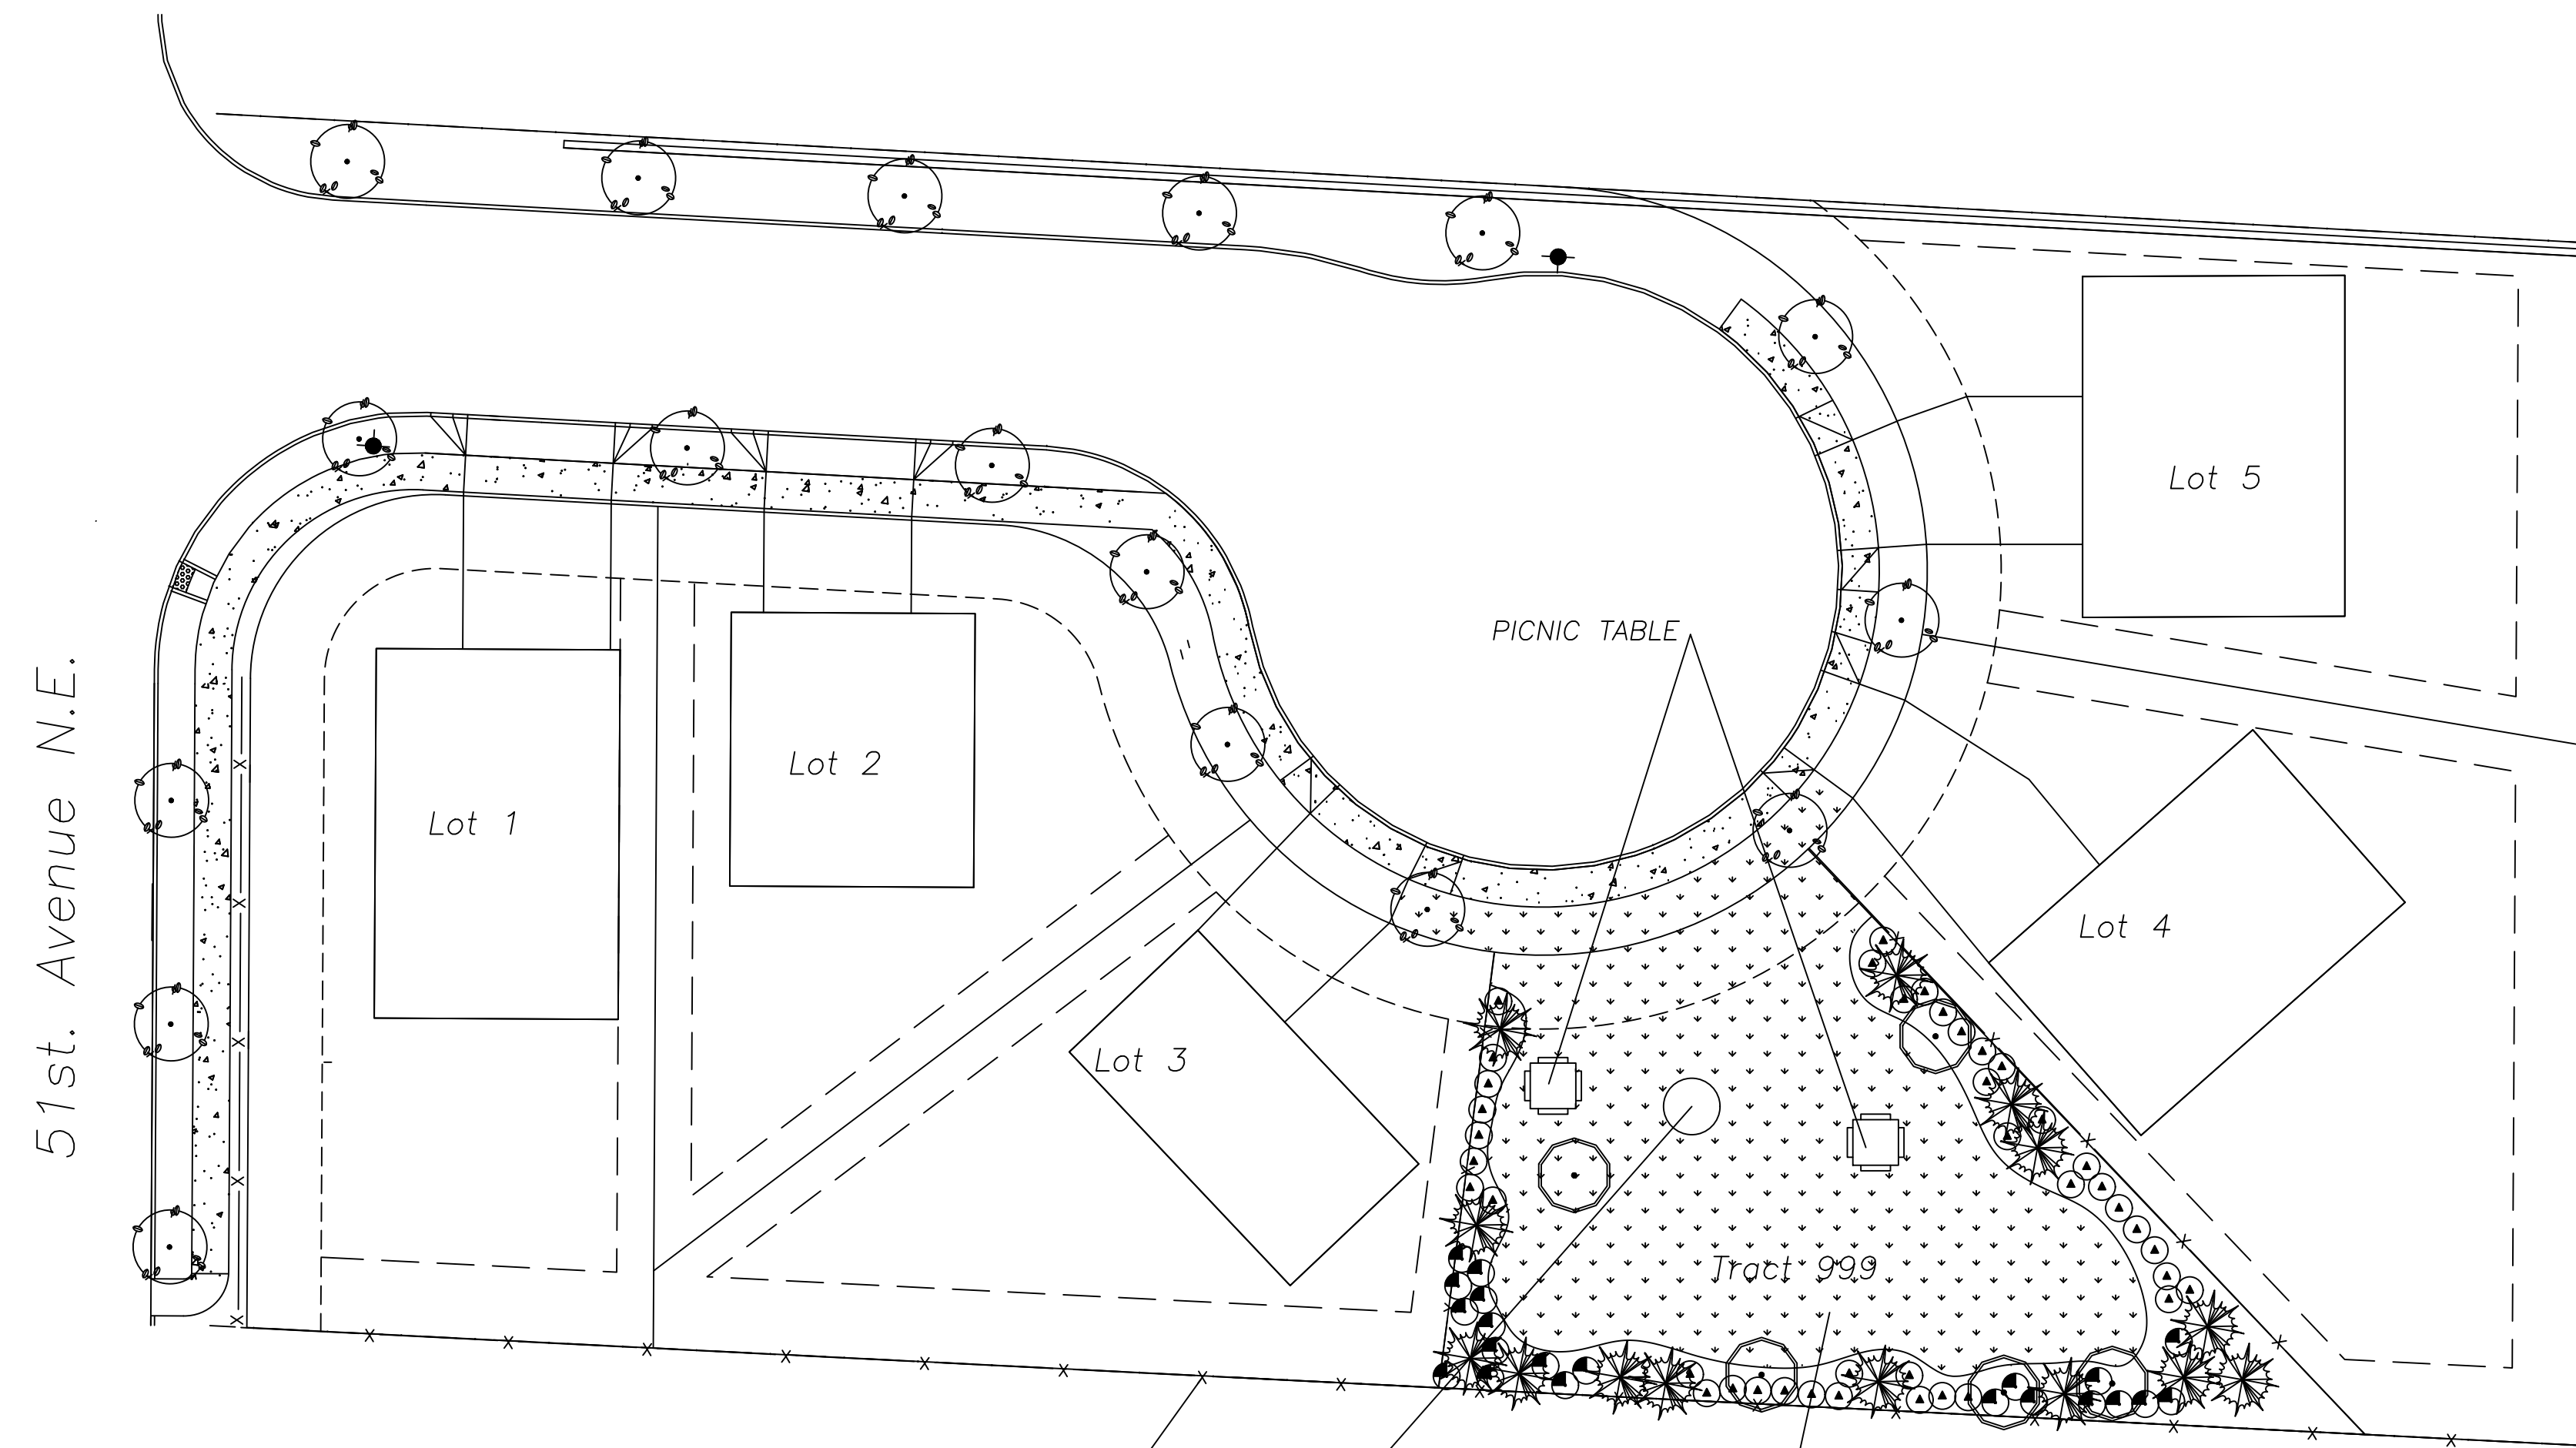 Lot 5
PICNIC TABLE
51st. Avenue N.E.
Lot 2
Lot 1
Lot 4
Lot 3
Tract 999